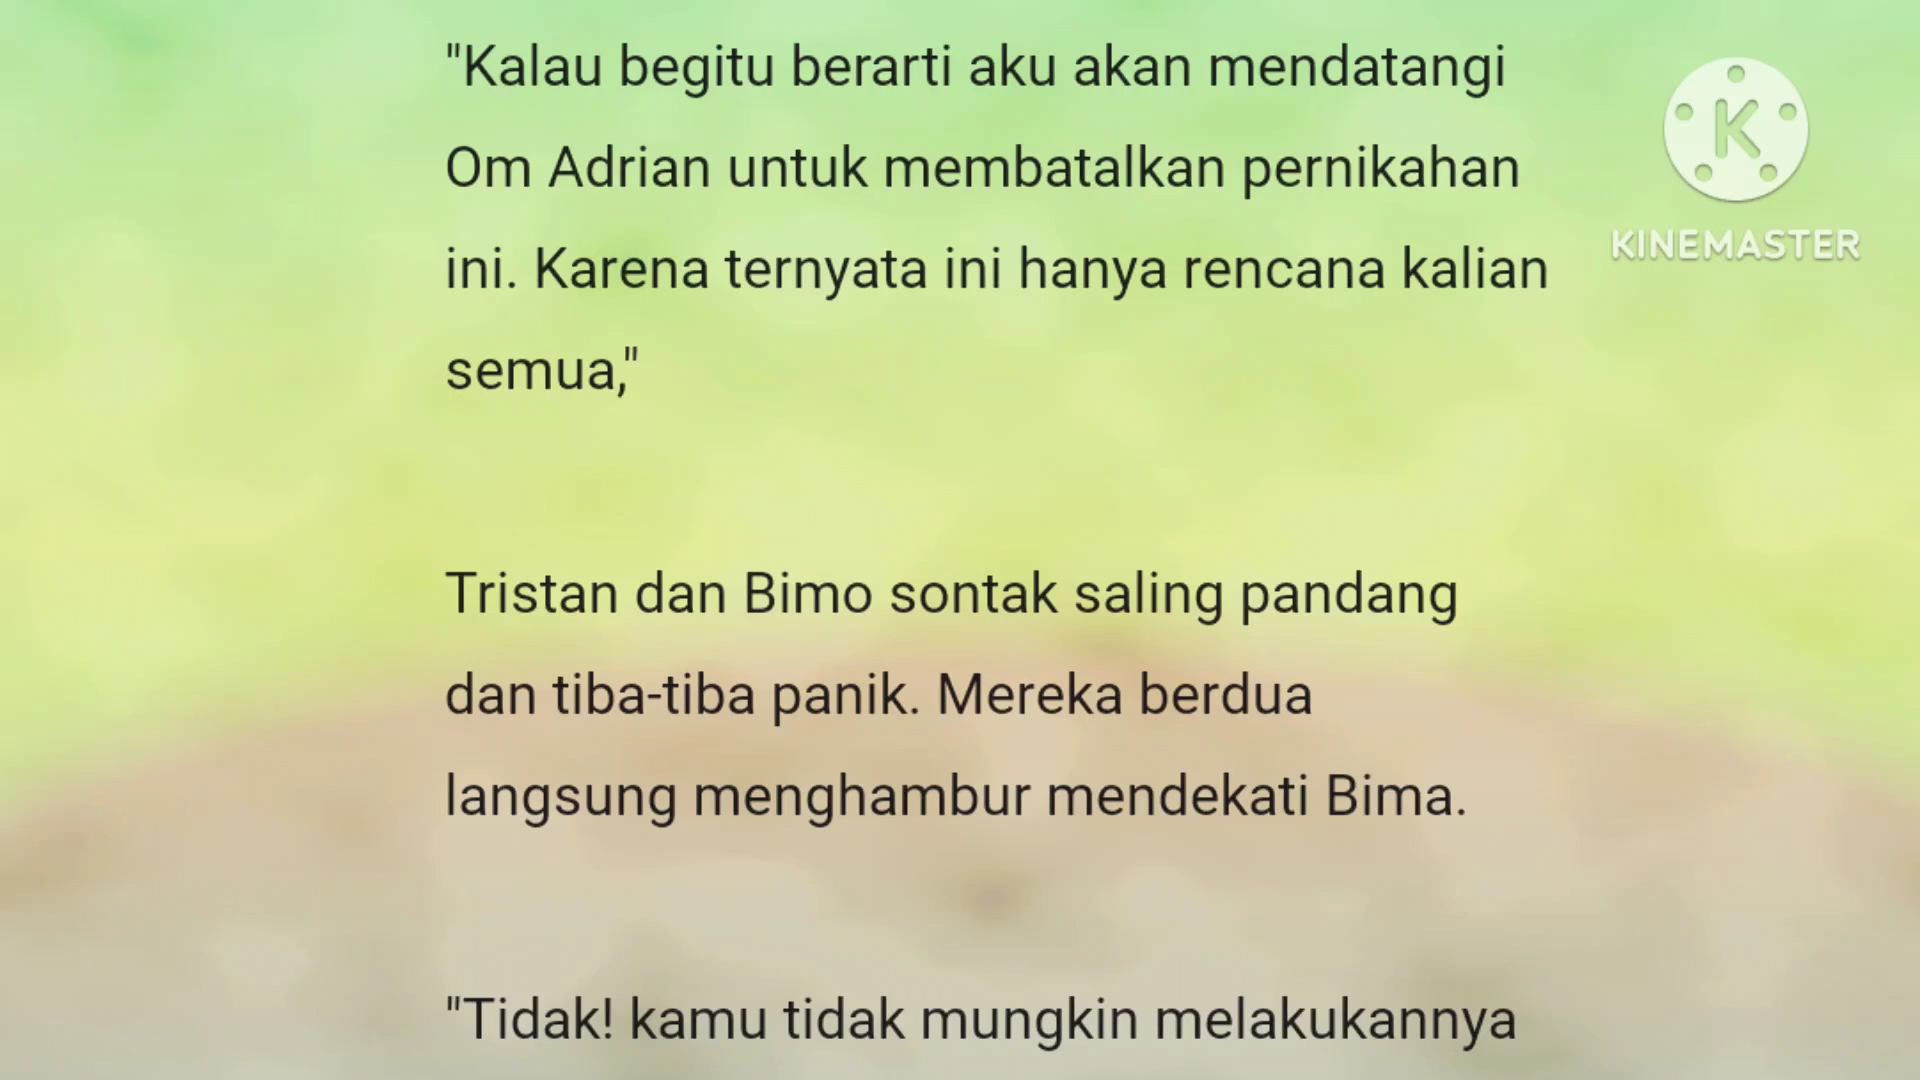 "Kalau begitu berarti aku akan mendatangi
Om Adrian untuk membatalkan pernikahan
ini. Karena ternyata ini hanya rencana kalian
semua,"
Tristan dan Bimo sontak saling pandang
dan tiba-tiba panik. Mereka berdua
langsung menghambur mendekati Bima.
"Tidak! kamu tidak mungkin melakukannya
K
KINEMASTER